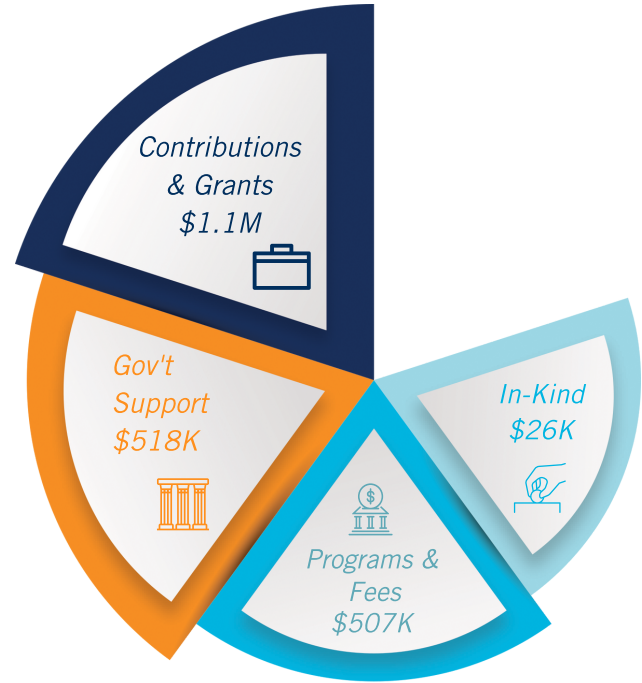 Contributions
& Grants
$1.1M
Gov't
Support
$518K
In-Kind
$26K
$
Programs &
Fees
$507K